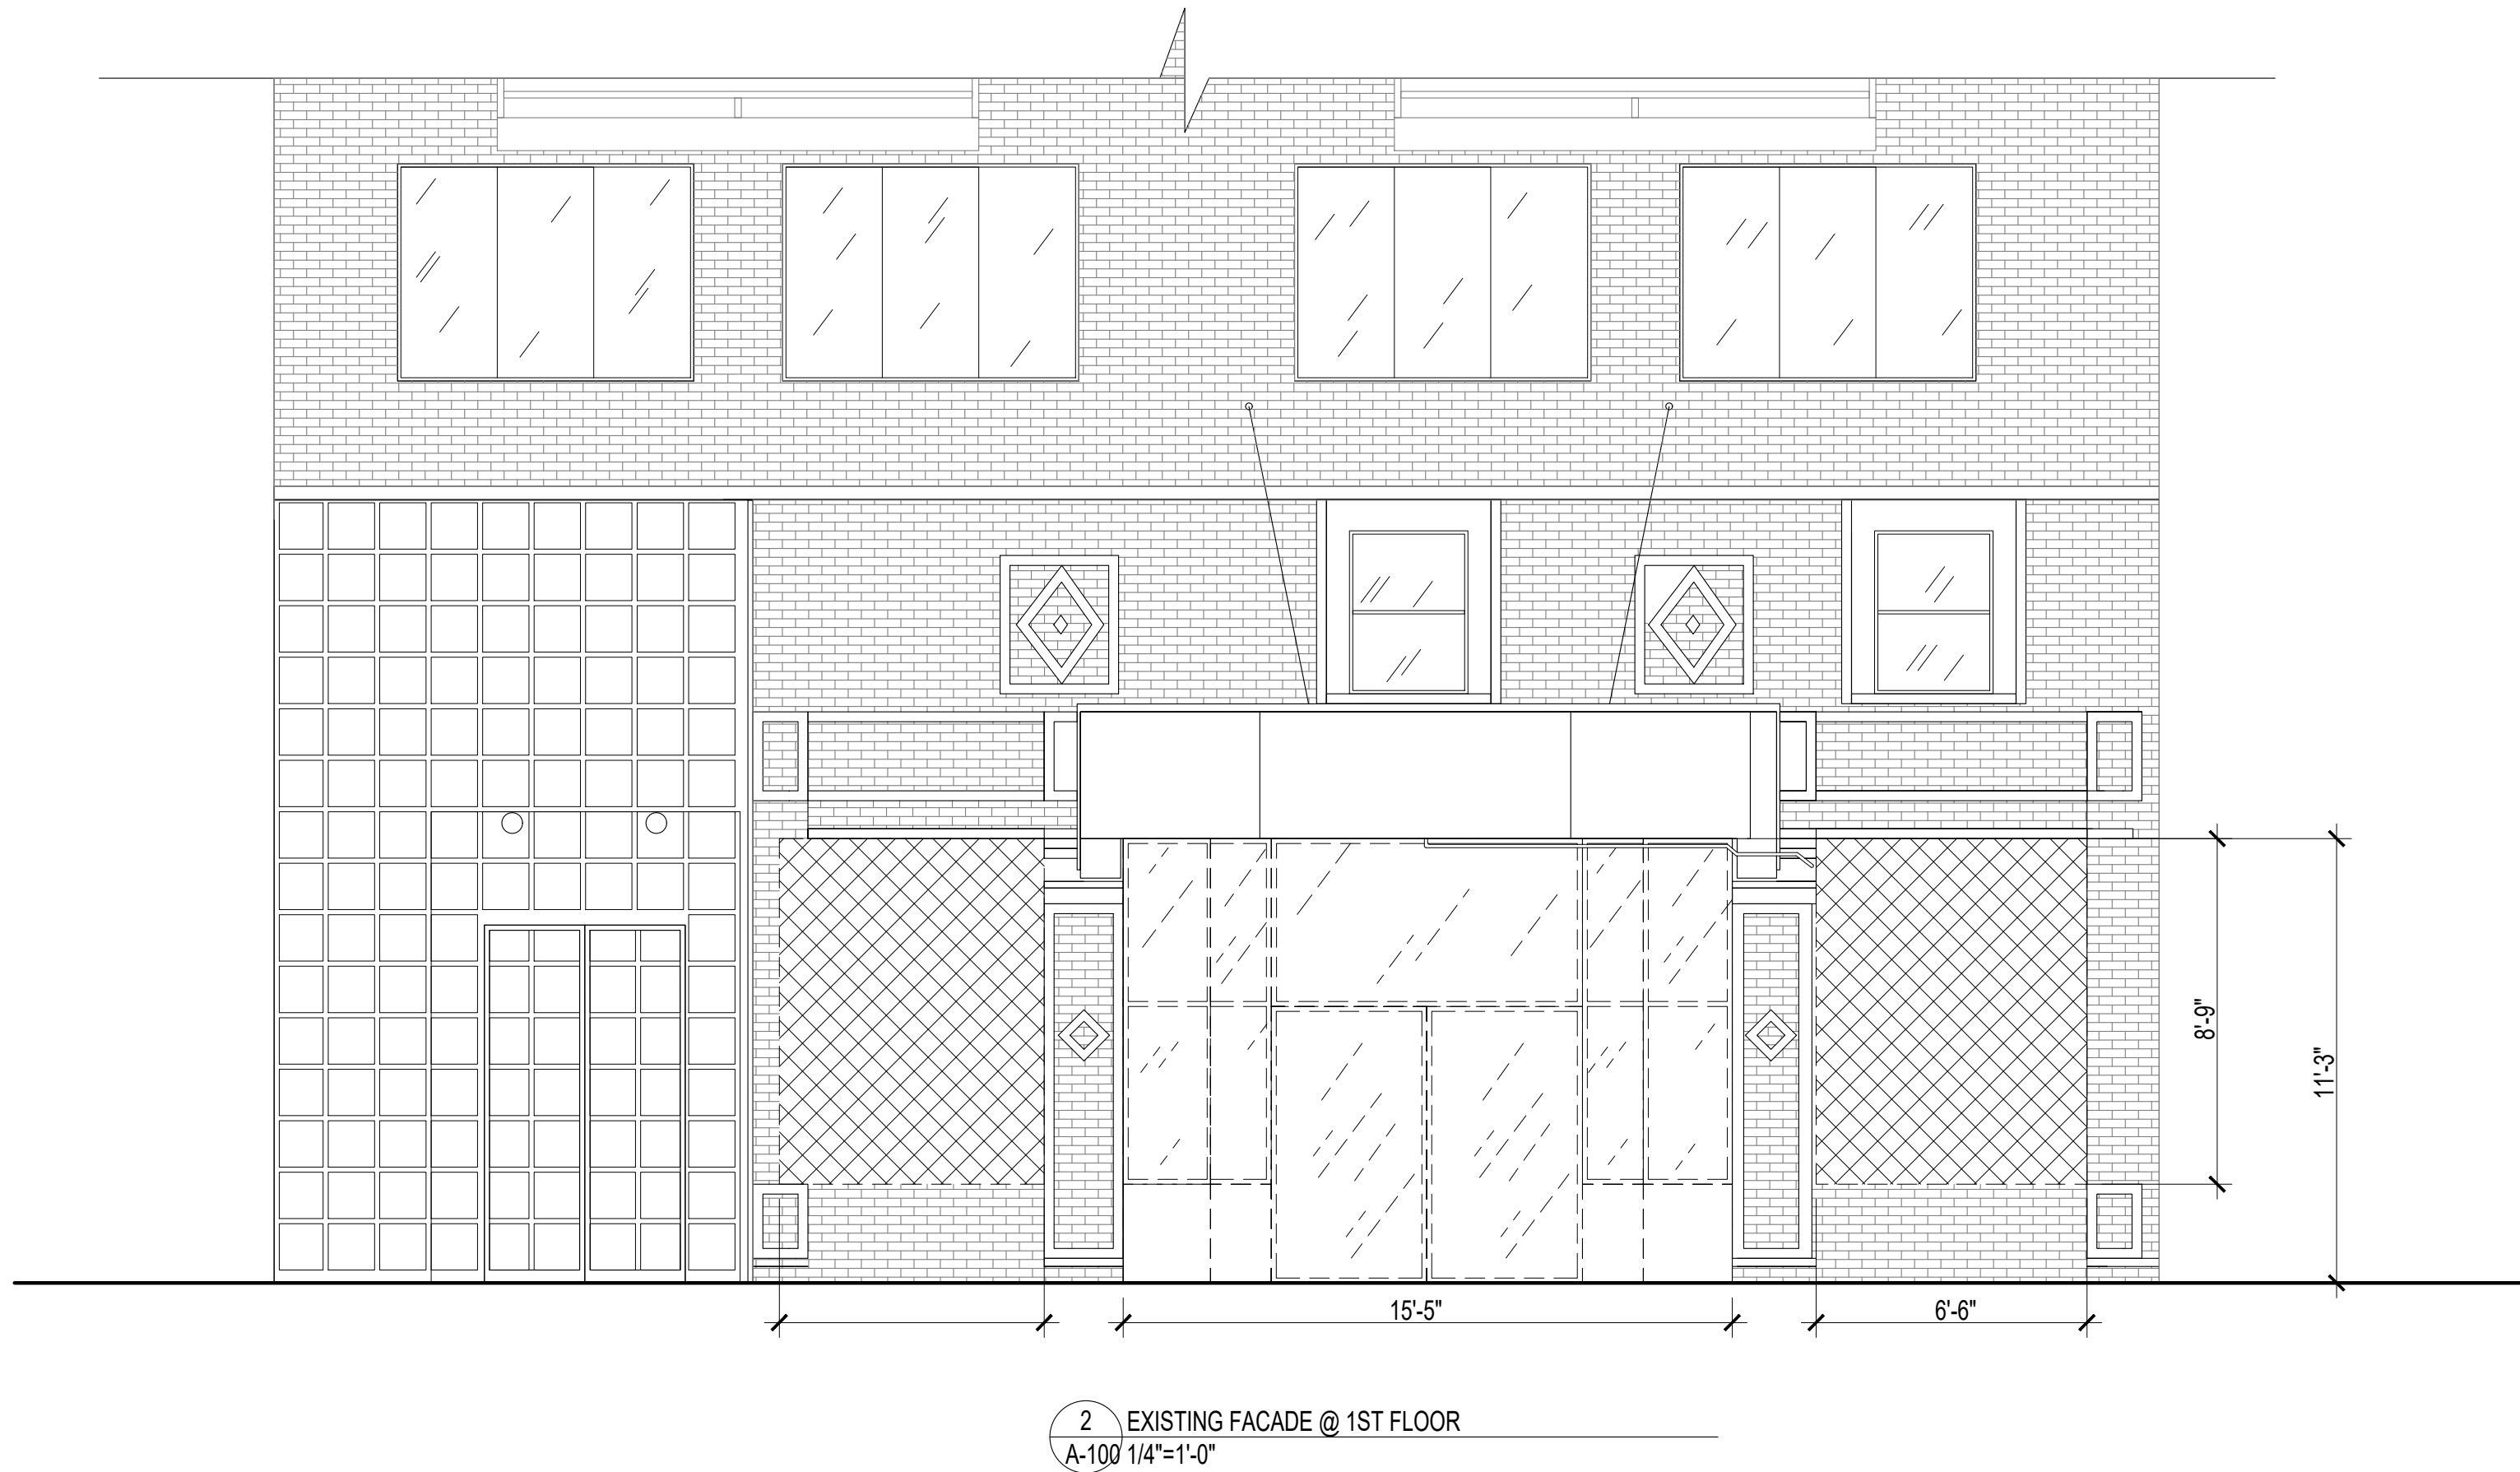 8'-9"
11'-3"
15'-5"
6'-6"
2 EXISTING FACADE @ 1ST FLOOR
A-100 1/4"=1'-0"